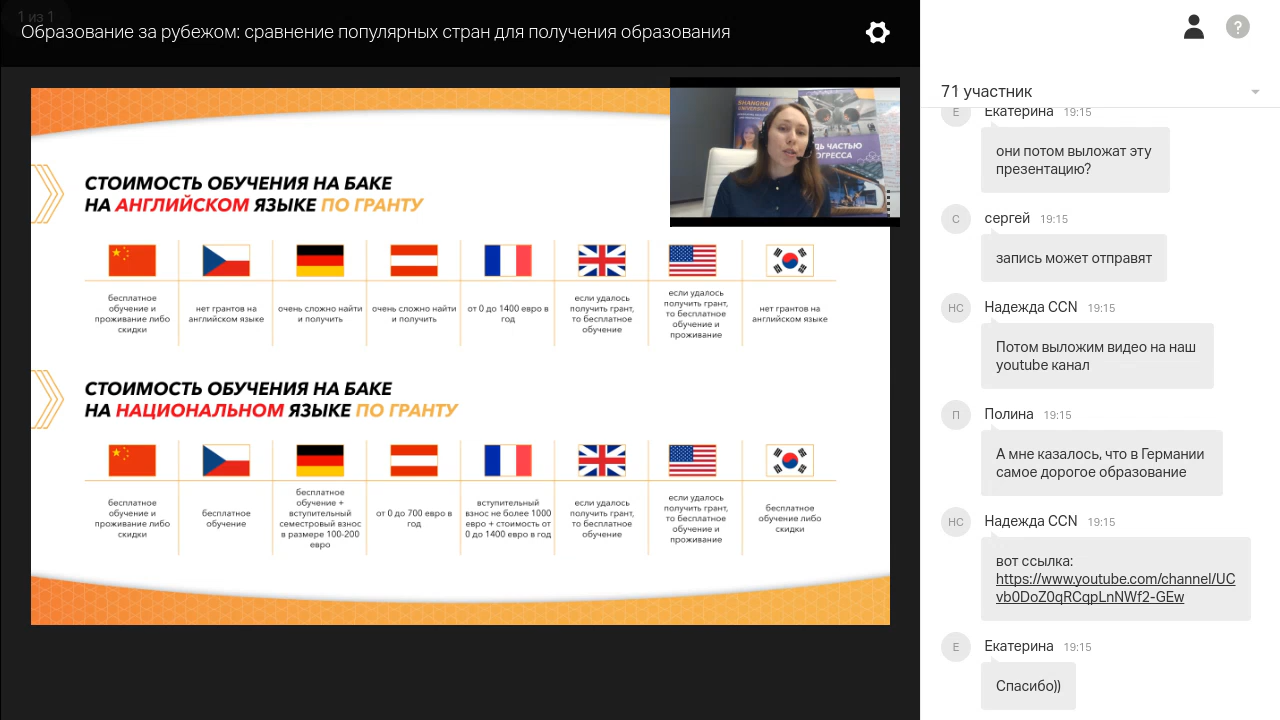 1 из 1
Образование за рубежом: сравнение популярных стран для получения образования
СТОИМОСТЬ ОБУЧЕНИЯ НА БАКЕ
НА АНГЛИЙСКОМ ЯЗЫКЕ ПО ГРАНТУ
бесплатное
обучение и
проживание либо
скидки
нет грантов на
английском языке
очень сложно найти
и получить
очень сложно найти
и получить
от 0 до 1400 евро в
год
если удалось
получить грант,
то бесплатное
обучение
если удалось
получить грант,
то бесплатное
обучение и
проживание
нет грантов на
английском языке
СТОИМОСТЬ ОБУЧЕНИЯ НА БАКЕ
НА НАЦИОНАЛЬНОМ ЯЗЫКЕ ПО ГРАНТУ
бесплатное
обучение и
проживание либо
скидки
бесплатное
обучение
бесплатное
обучение +
вступительный
семестровый взнос
в размере 100-200
евро
от 0 до 700 евро в
год
вступительный
взнос не более 1000
евро + стоимость от
0 до 1400 евро в год
если удалось
получить грант,
то бесплатное
обучение
если удалось
получить грант,
то бесплатное
обучение и
проживание
бесплатное
обучение либо
скидки
SHANGHAI
UNIVERSITY
ЧАСТЬЮ
?
71 участник
Е
Екатерина 19:15
они потом выложат эту
презентацию?
С
сергей 19:15
запись может отправят
НС
Надежда CCN 19:15
Потом выложим видео на наш
youtube канал
П
Полина 19:15
А мне казалось, что в Германии
самое дорогое образование
НС
Надежда CCN 19:15
вот ссылка:
https://www.youtube.com/channel/UC
vb0DoZ0qRCqpLnNWf2-GEw
Е
Екатерина 19:15
Спасибо))